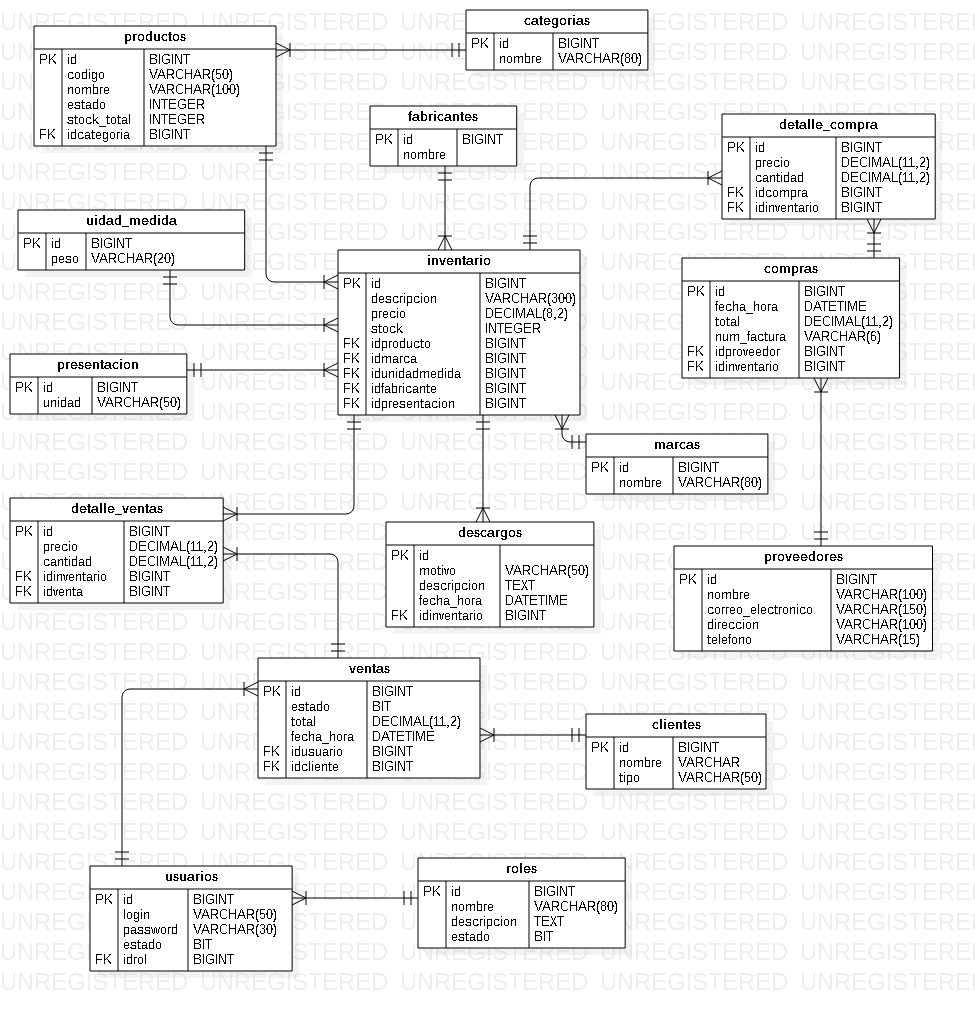 categorias
PK id BIGINT
nombre VARCHAR(80)
productos
PK id BIGINT
codigo VARCHAR(50)
nombre VARCHAR(100)
estado INTEGER
stock_total INTEGER
FK idcategoria BIGINT
fabricantes
PK id BIGINT
nombre
detalle_compra
PK id BIGINT
precio DECIMAL(11,2)
cantidad DECIMAL(11,2)
FK idcompra BIGINT
FK idinventario BIGINT
uidad_medida
PK id BIGINT
peso VARCHAR(20)
inventario
PK id BIGINT
descripcion VARCHAR(300)
precio DECIMAL(8,2)
stock INTEGER
FK idproducto BIGINT
FK idmarca BIGINT
FK idunidadmedida BIGINT
FK idfabricante BIGINT
FK idpresentacion BIGINT
compras
PK id BIGINT
fecha_hora DATETIME
total DECIMAL(11,2)
num_factura VARCHAR(6)
FK idproveedor BIGINT
FK idinventario BIGINT
presentacion
PK id BIGINT
unidad VARCHAR(50)
marcas
PK id BIGINT
nombre VARCHAR(80)
detalle_ventas
PK id BIGINT
precio DECIMAL(11,2)
cantidad DECIMAL(11,2)
FK idinventario BIGINT
FK idventa BIGINT
descargos
PK id
motivo VARCHAR(50)
descripcion TEXT
fecha_hora DATETIME
FK idinventario BIGINT
proveedores
PK id BIGINT
nombre VARCHAR(100)
correo_electronico VARCHAR(150)
direccion VARCHAR(100)
telefono VARCHAR(15)
ventas
PK id BIGINT
estado BIT
total DECIMAL(11,2)
fecha_hora DATETIME
FK idusuario BIGINT
FK idcliente BIGINT
clientes
PK id BIGINT
nombre VARCHAR
tipo VARCHAR(50)
usuarios
PK id BIGINT
login VARCHAR(50)
password VARCHAR(30)
estado BIT
FK idrol BIGINT
roles
PK id BIGINT
nombre VARCHAR(80)
descripcion TEXT
estado BIT
UNREGISTERED